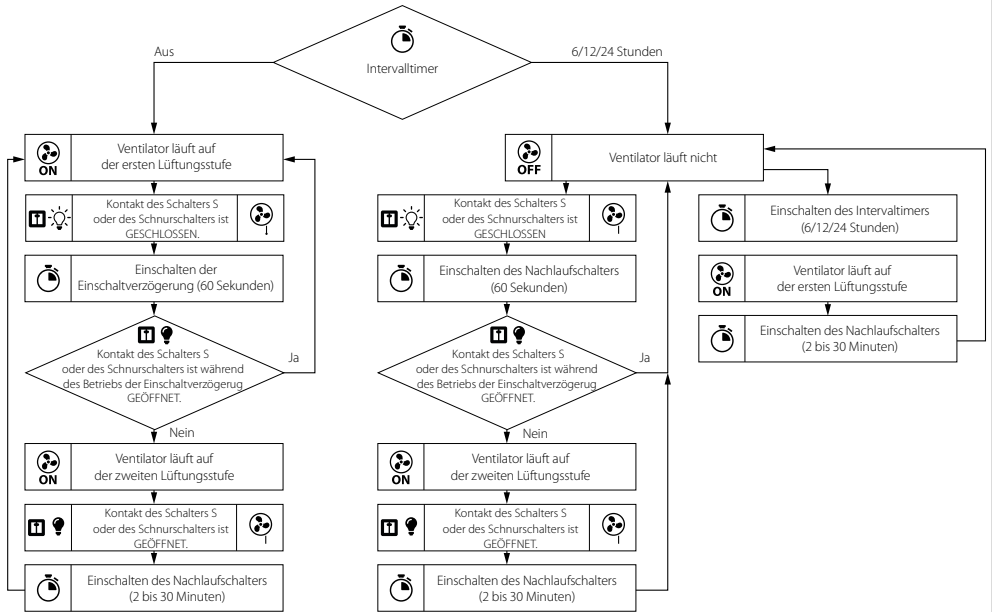 Intervalltimer
Aus
6/12/24 Stunden
ON
Ventilator läuft auf
der ersten Lüftungsstufe
Kontakt des Schalters S
oder des Schnurschalters ist
GESCHLOSSEN.
Einschalten der
Einschaltverzögerung (60 Sekunden)
Kontakt des Schalters S
oder des Schnurschalters ist während
des Betriebs der Einschaltverzögerug
GEÖFFNET.
Ja
Nein
ON
Ventilator läuft auf
der zweiten Lüftungsstufe
Kontakt des Schalters S
oder des Schnurschalters ist
GEÖFFNET.
Einschalten des Nachlaufschalters
(2 bis 30 Minuten)
OFF
Ventilator läuft nicht
Kontakt des Schalters S
oder des Schnurschalters ist
GESCHLOSSEN
Einschalten des Nachlaufschalters
(60 Sekunden)
Kontakt des Schalters S
oder des Schnurschalters ist während
des Betriebs der Einschaltverzögerug
GEÖFFNET.
Ja
Nein
ON
Ventilator läuft auf
der zweiten Lüftungsstufe
Kontakt des Schalters S
oder des Schnurschalters ist
GEÖFFNET.
Einschalten des Nachlaufschalters
(2 bis 30 Minuten)
Einschalten des Intervaltimers
(6/12/24 Stunden)
ON
Ventilator läuft auf
der ersten Lüftungsstufe
Einschalten des Nachlaufschalters
(2 bis 30 Minuten)